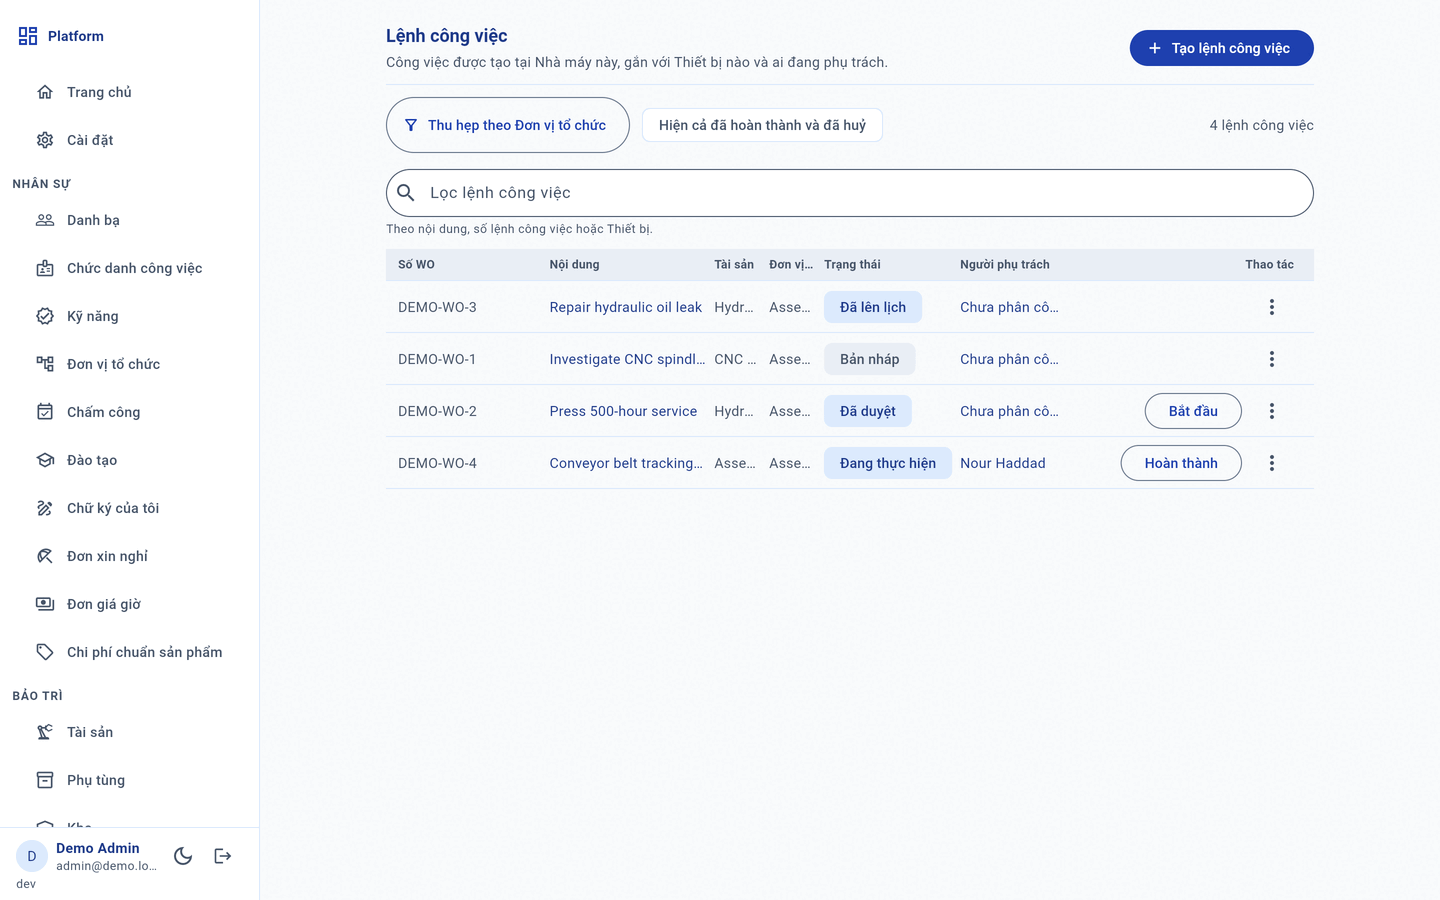 Platform
Trang chủ
Cài đặt
NHÂN SỰ
Danh bạ
Chức danh công việc
Kỹ năng
Đơn vị tổ chức
Chấm công
Đào tạo
Chữ ký của tôi
Đơn xin nghỉ
Đơn giá giờ
Chi phí chuẩn sản phẩm
BẢO TRÌ
Tài sản
Phụ tùng
Demo Admin
D
admin@demo.lo…
dev
Lệnh công việc
Công việc được tạo tại Nhà máy này, gắn với Thiết bị nào và ai đang phụ trách.
Tạo lệnh công việc
Thu hẹp theo Đơn vị tổ chức
Hiện cả đã hoàn thành và đã huỷ
4 lệnh công việc
Lọc lệnh công việc
Theo nội dung, số lệnh công việc hoặc Thiết bị.
Số WO Nội dung Tài sản Đơn vị… Trạng thái Người phụ trách Thao tác
DEMO-WO-3 Repair hydraulic oil leak Hydr… Asse… Đã lên lịch Chưa phân cô…
DEMO-WO-1 Investigate CNC spindl… CNC … Asse… Bản nháp Chưa phân cô…
DEMO-WO-2 Press 500-hour service Hydr… Asse… Đã duyệt Chưa phân cô… Bắt đầu
DEMO-WO-4 Conveyor belt tracking… Asse… Asse… Đang thực hiện Nour Haddad Hoàn thành